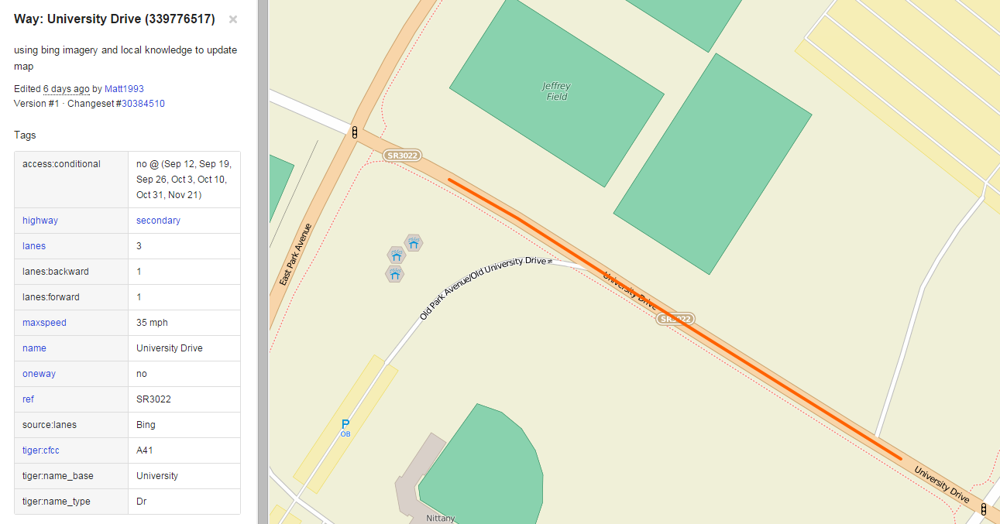 Way: University Drive (339776517) ×
using bing imagery and local knowledge to update
map
Edited 6 days ago by Matt1993
Version #1 · Changeset #30384510
Tags
access:conditional no @ (Sep 12, Sep 19,
Sep 26, Oct 3, Oct 10,
Oct 31, Nov 21)
highway secondary
lanes 3
lanes:backward 1
lanes:forward 1
maxspeed 35 mph
name University Drive
oneway no
ref SR3022
source:lanes Bing
tiger:cfcc A41
tiger:name_base University
tiger:name_type Dr
Jeffrey
Field
SR3022
East Park Avenue
Old Park Avenue/Old University Drive
University Drive
SR3022
P
OB
University Drive
Nittany